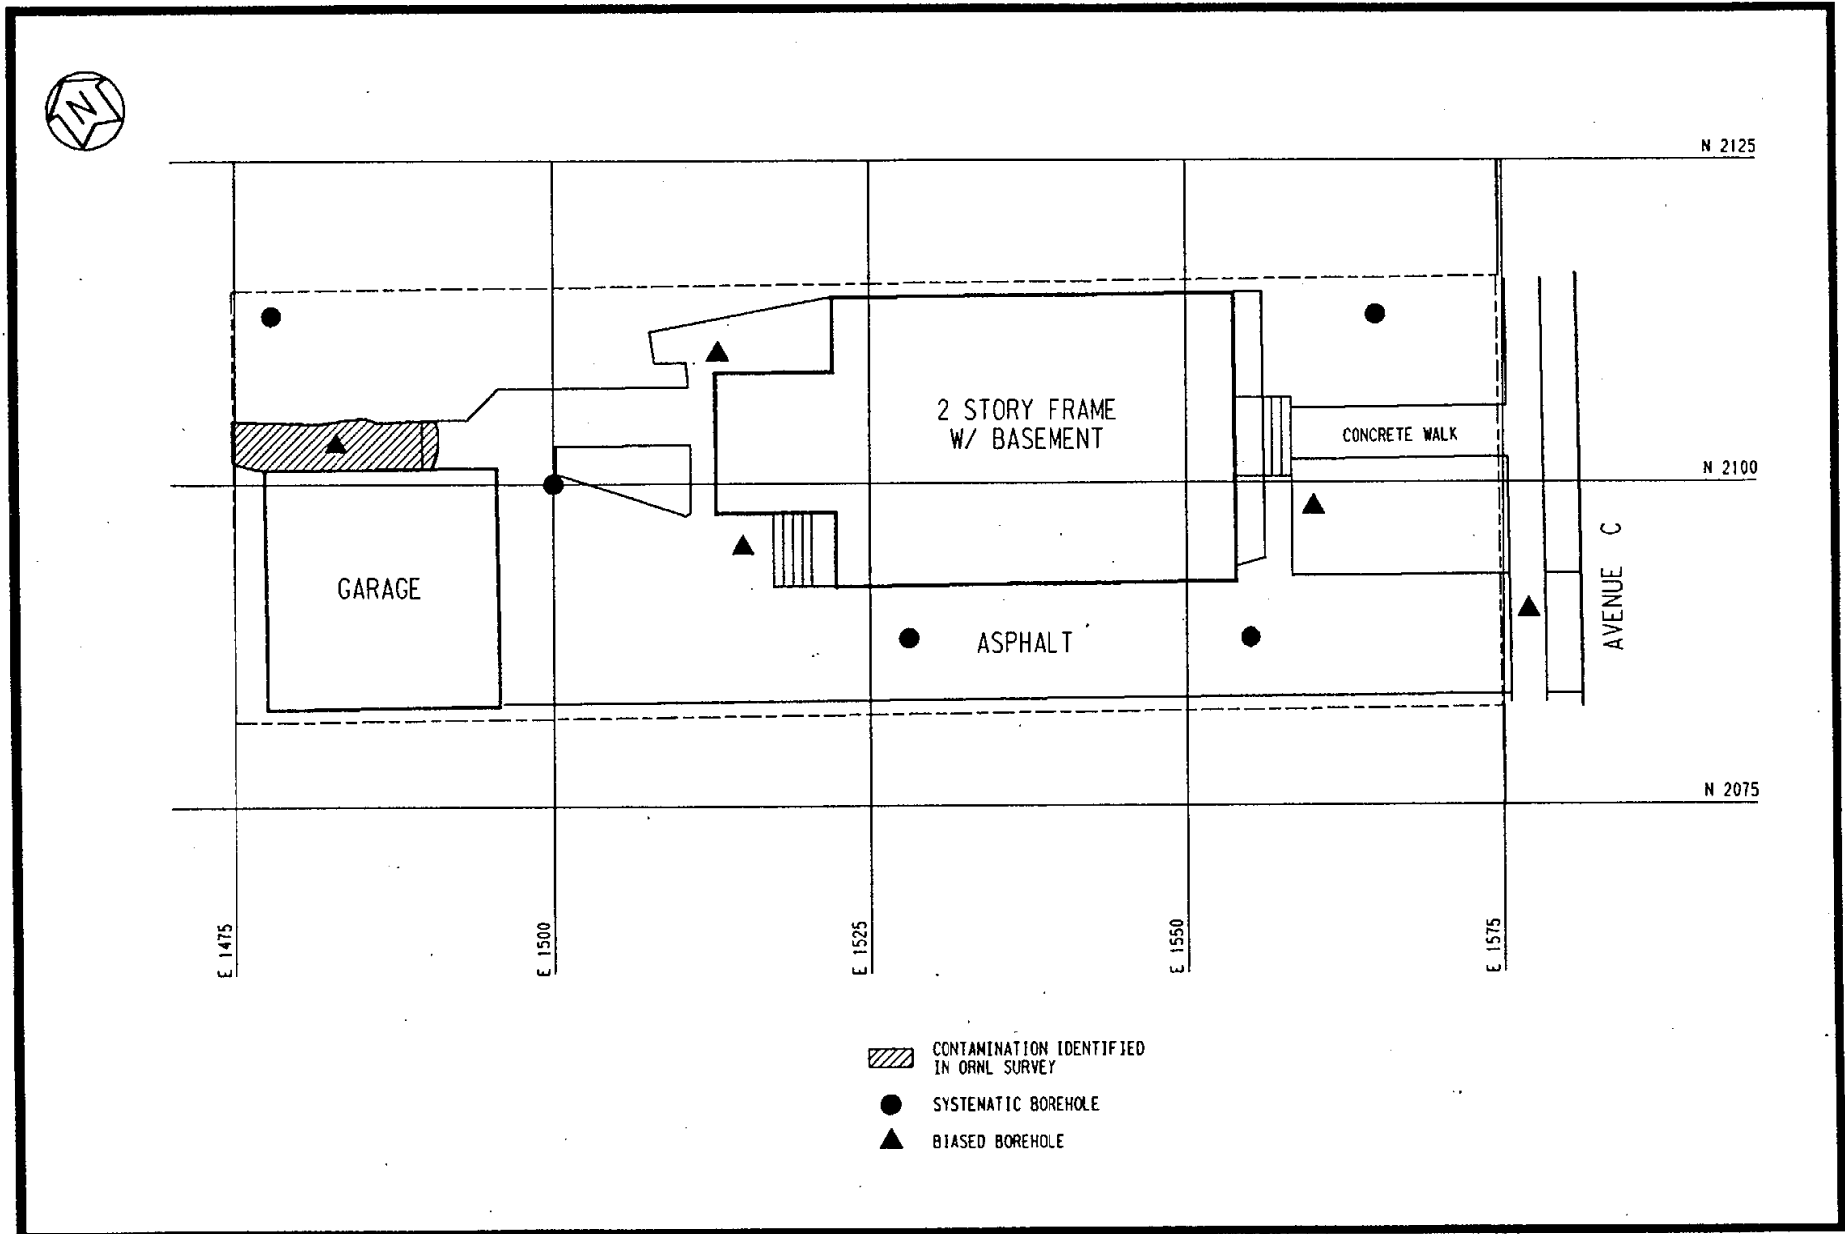 N
N 2125
2 STORY FRAME
W/ BASEMENT
CONCRETE WALK
N 2100
GARAGE
ASPHALT
AVENUE C
N 2075
E 1475
E 1500
E 1525
E 1550
E 1575
CONTAMINATION IDENTIFIED
IN ORNL SURVEY
SYSTENATIC BOREHOLE
BIASED BOREHOLE